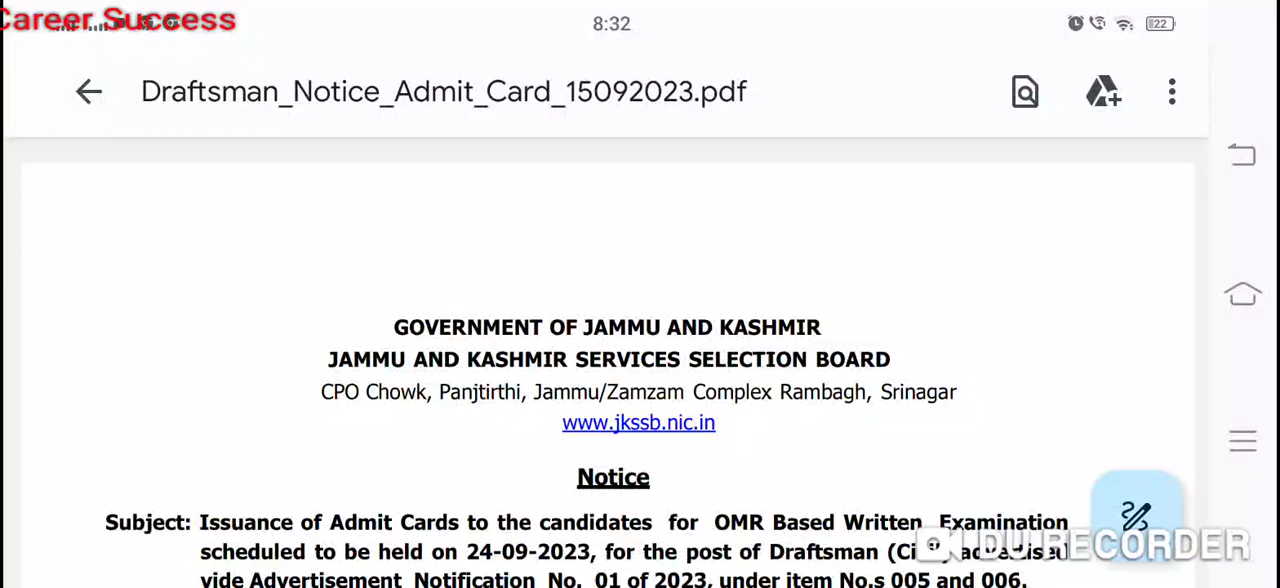 Career Success
8:32
22
Draftsman_Notice_Admit_Card_15092023.pdf
GOVERNMENT OF JAMMU AND KASHMIR
JAMMU AND KASHMIR SERVICES SELECTION BOARD
CPO Chowk, Panjtirthi, Jammu/Zamzam Complex Rambagh, Srinagar
www.jkssb.nic.in
Notice
Subject: Issuance of Admit Cards to the candidates for OMR Based Written Examination
scheduled to be held on 24-09-2023, for the post of Draftsman (Civil) advertised
vide Advertisement Notification No. 01 of 2023, under item No.s 005 and 006.
DU RECORDER